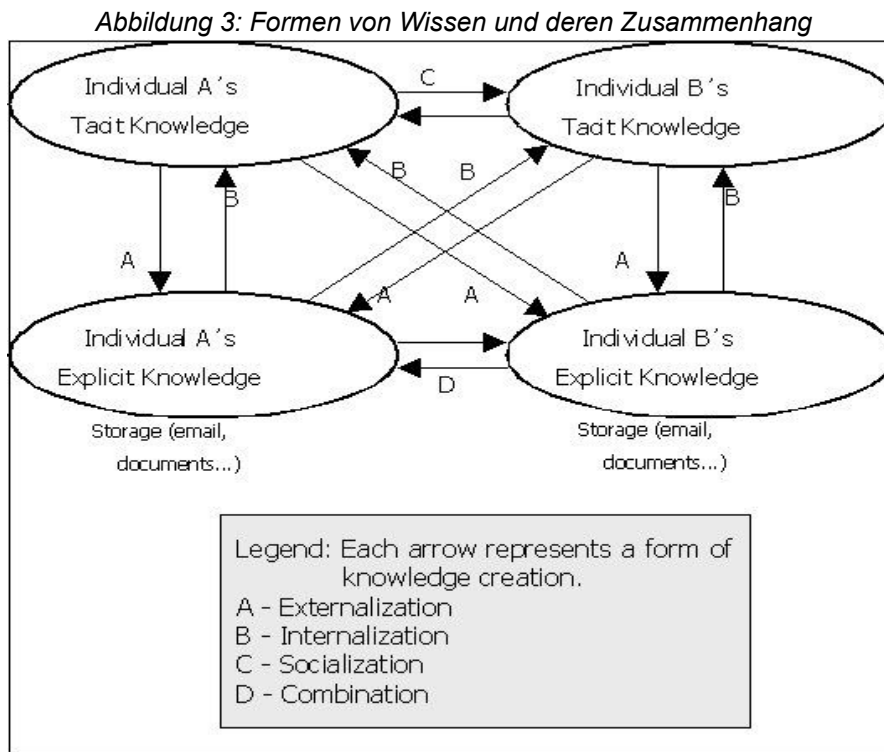 Abbildung 3: Formen von Wissen und deren Zusammenhang
Individual A´s
Tacit Knowledge
C
Individual B´s
Tacit Knowledge
B
B
B
B
A
A
A
A
Individual A´s
Explicit Knowledge
D
Individual B´s
Explicit Knowledge
Storage (email,
documents...)
Storage (email,
documents...)
Legend: Each arrow represents a form of
knowledge creation.
A - Externalization
B - Internalization
C - Socialization
D - Combination